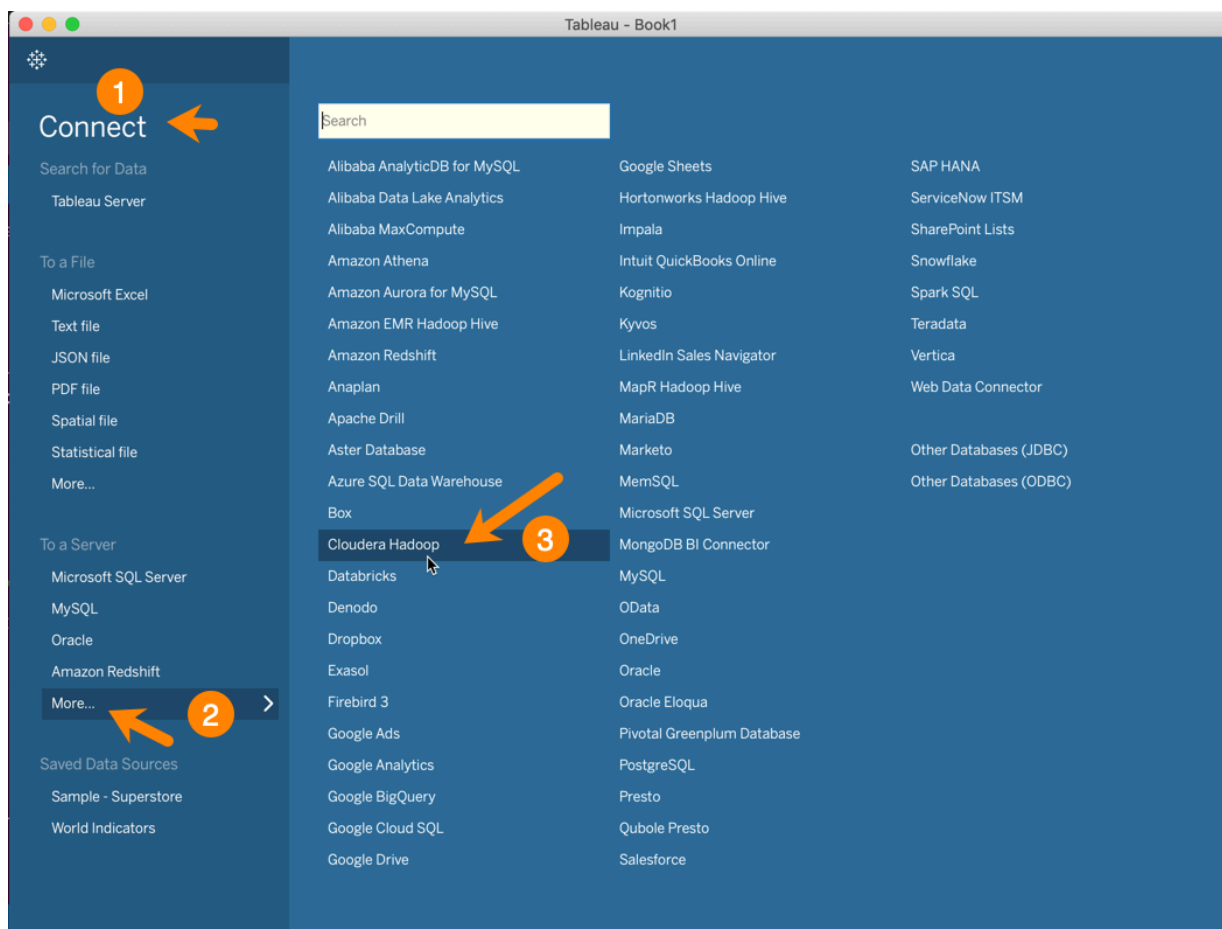 Tableau - Book1
1
Connect
Search for Data
Tableau Server
To a File
Microsoft Excel
Text file
JSON file
PDF file
Spatial file
Statistical file
More...
To a Server
Microsoft SQL Server
MySQL
Oracle
Amazon Redshift
More...
2
Saved Data Sources
Sample - Superstore
World Indicators
Search
Alibaba AnalyticDB for MySQL
Alibaba Data Lake Analytics
Alibaba MaxCompute
Amazon Athena
Amazon Aurora for MySQL
Amazon EMR Hadoop Hive
Amazon Redshift
Anaplan
Apache Drill
Aster Database
Azure SQL Data Warehouse
Box
Cloudera Hadoop
3
Databricks
Denodo
Dropbox
Exasol
Firebird 3
Google Ads
Google Analytics
Google BigQuery
Google Cloud SQL
Google Drive
Google Sheets
Hortonworks Hadoop Hive
Impala
Intuit QuickBooks Online
Kognitio
Kyvos
LinkedIn Sales Navigator
MapR Hadoop Hive
MariaDB
Marketo
MemSQL
Microsoft SQL Server
MongoDB BI Connector
MySQL
OData
OneDrive
Oracle
Oracle Eloqua
Pivotal Greenplum Database
PostgreSQL
Presto
Qubole Presto
Salesforce
SAP HANA
ServiceNow ITSM
SharePoint Lists
Snowflake
Spark SQL
Teradata
Vertica
Web Data Connector
Other Databases (JDBC)
Other Databases (ODBC)